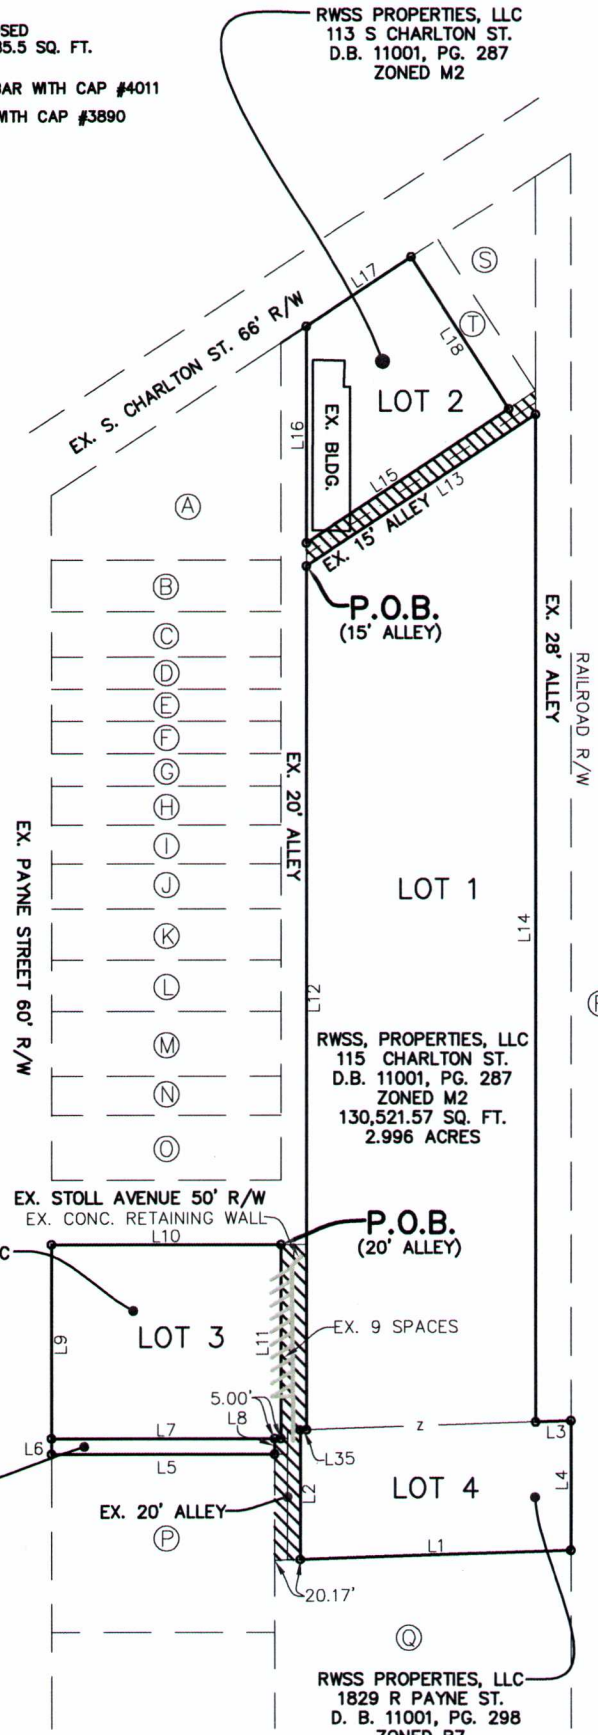 RWSS PROPERTIES, LLC
113 S CHARLTON ST.
D.B. 11001, PG. 287
ZONED M2
SED
35.5 SQ. FT.
BAR WITH CAP #4011
WITH CAP #3890
EX. S. CHARLTON ST. 66' R/W
L17
S
T
L18
LOT 2
EX. BLDG.
L16
L15
L13
EX. 15' ALLEY
P.O.B.
(15' ALLEY)
A
B
C
D
E
F
G
H
I
J
K
L
M
N
O
EX. PAYNE STREET 60' R/W
EX. 20' ALLEY
EX. 28' ALLEY
RAILROAD R/W
LOT 1
L14
L12
RWSS, PROPERTIES, LLC
115 CHARLTON ST.
D.B. 11001, PG. 287
ZONED M2
130,521.57 SQ. FT.
2.996 ACRES
EX. STOLL AVENUE 50' R/W
EX. CONC. RETAINING WALL
P.O.B.
(20' ALLEY)
C
L10
L9
LOT 3
L11
EX. 9 SPACES
5.00'
L8
L7
L6
L5
L35
Z
L3
L2
LOT 4
L4
EX. 20' ALLEY
P
L1
20.17'
Q
RWSS PROPERTIES, LLC
1829 R PAYNE ST.
D. B. 11001, PG. 298